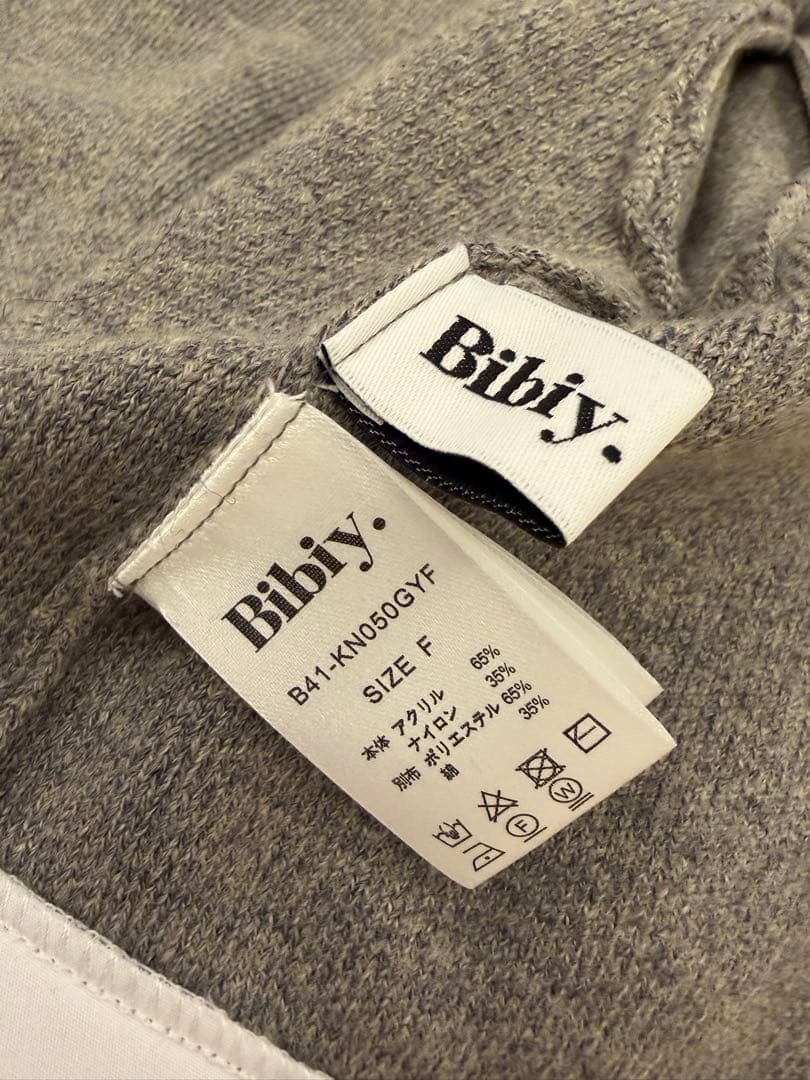 Bibiy.
Bibiy.
B41-KN050GYF
SIZE F
本体 アクリル 65%
ナイロン 35%
別布 ポリエステル 65%
綿 35%
F W